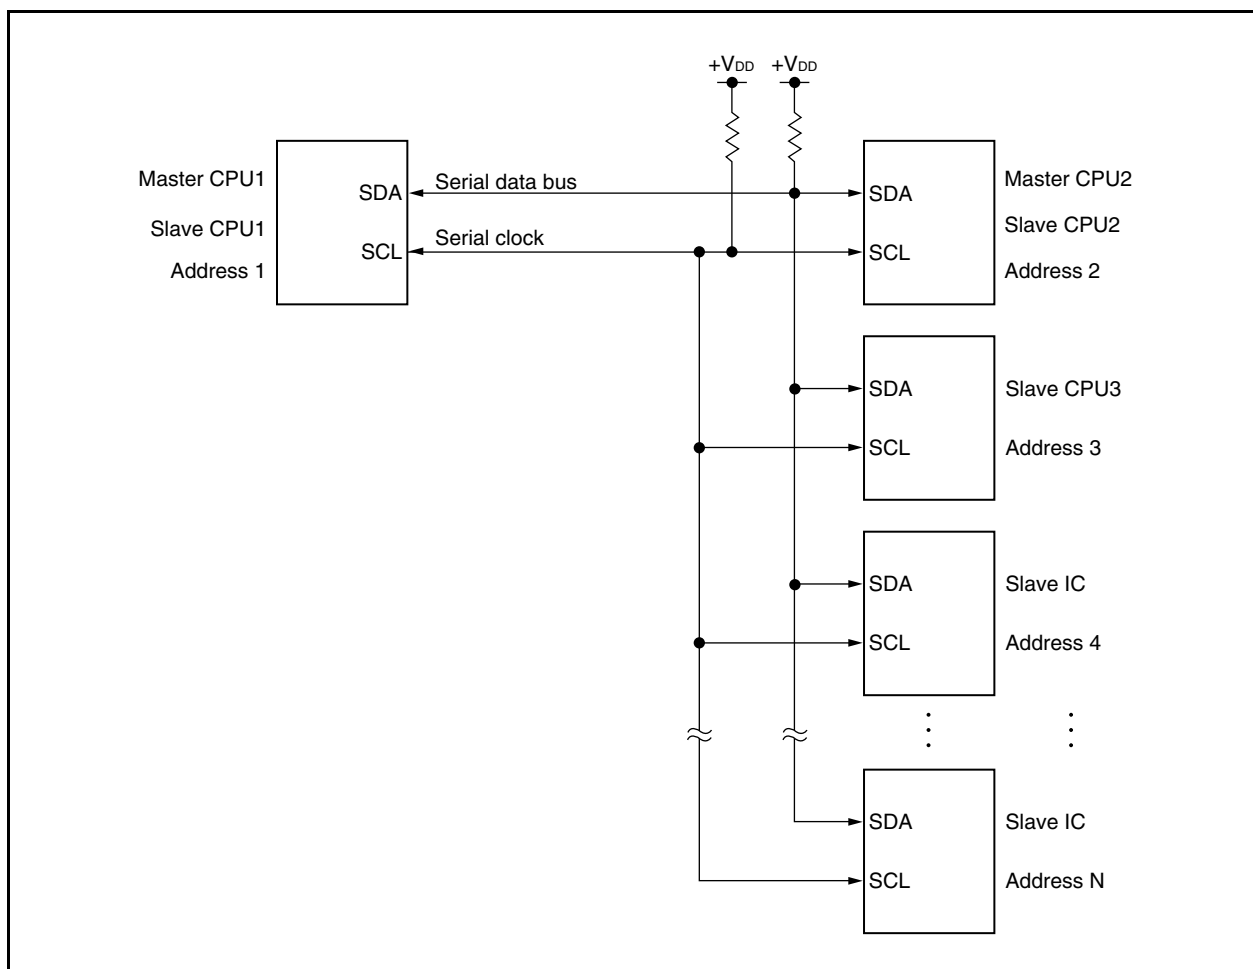 +VDD +VDD
Master CPU1
Slave CPU1
Address 1
SDA
SCL
Serial data bus
Serial clock
SDA
SCL
Master CPU2
Slave CPU2
Address 2
SDA
SCL
Slave CPU3
Address 3
SDA
SCL
Slave IC
Address 4
SDA
SCL
Slave IC
Address N